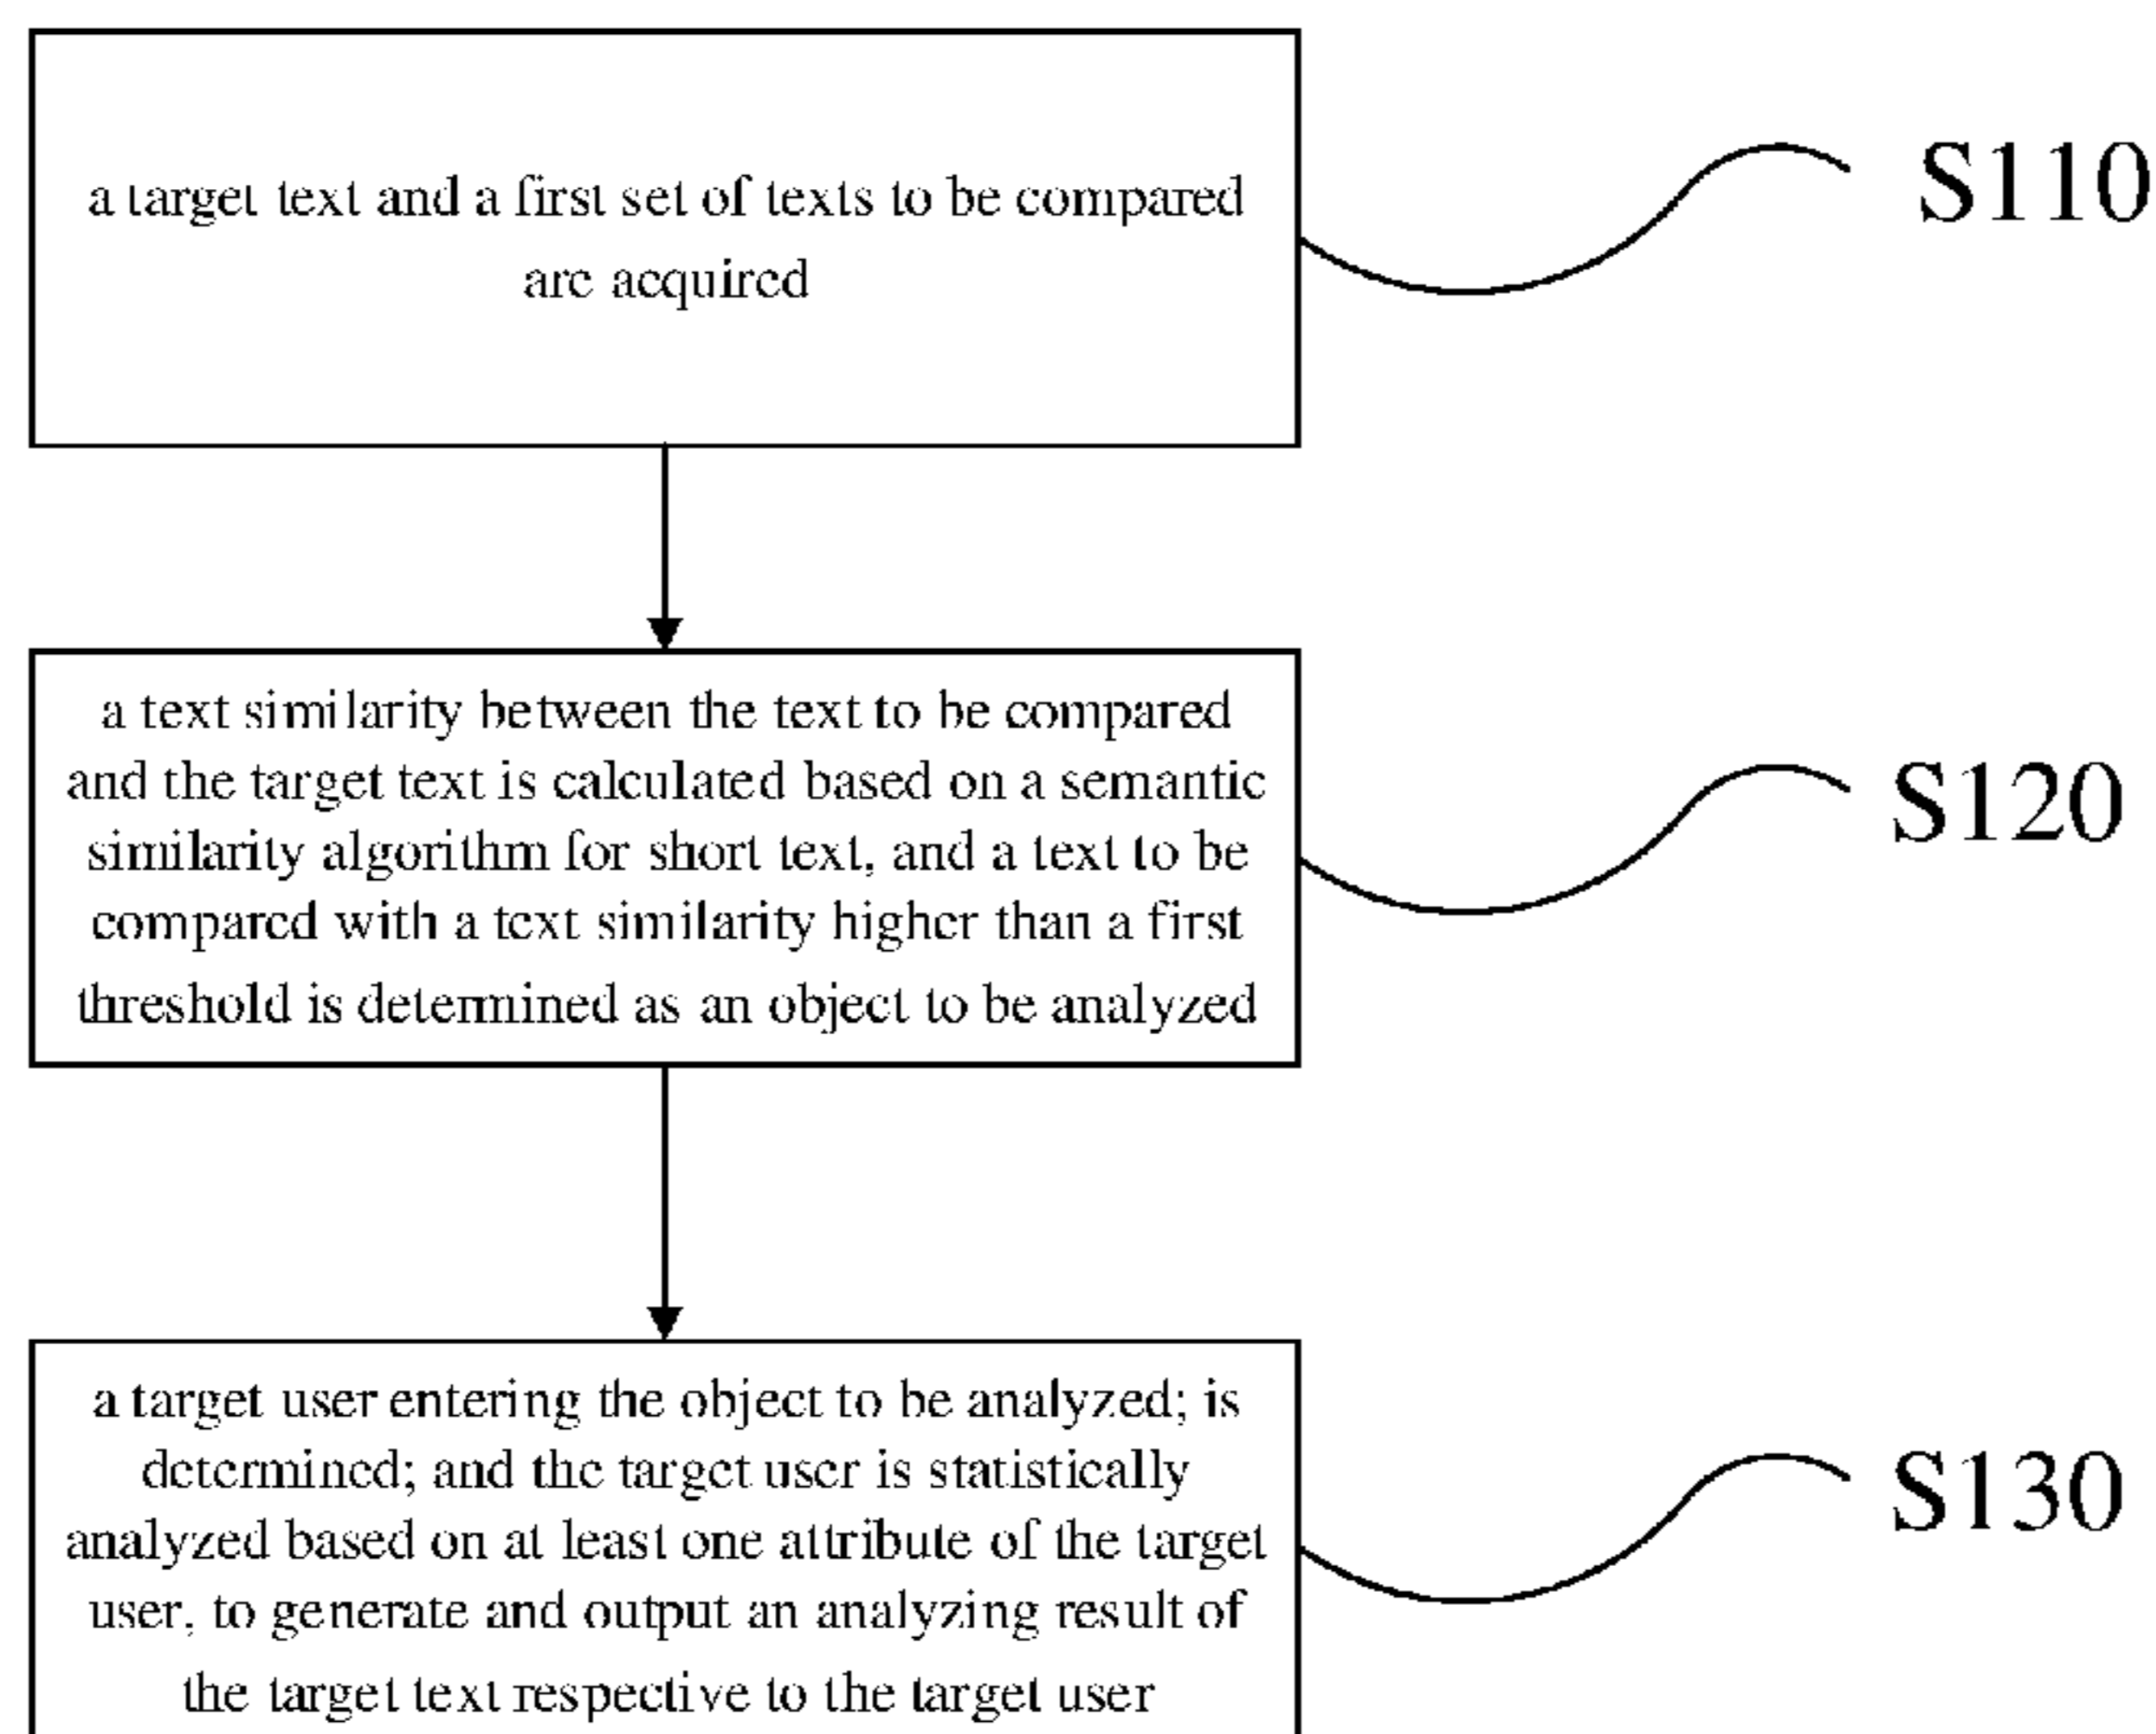 a target text and a first set of texts to be compared
are acquired
S110
a text similarity between the text to be compared
and the target text is calculated based on a semantic
similarity algorithm for short text, and a text to be
compared with a text similarity higher than a first
threshold is determined as an object to be analyzed
S120
a target user entering the object to be analyzed; is
determined; and the target user is statistically
analyzed based on at least one attribute of the target
user, to generate and output an analyzing result of
the target text respective to the target user
S130